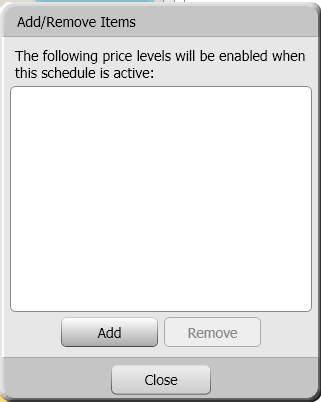 Add/Remove Items
The following price levels will be enabled when
this schedule is active:
Add
Remove
Close